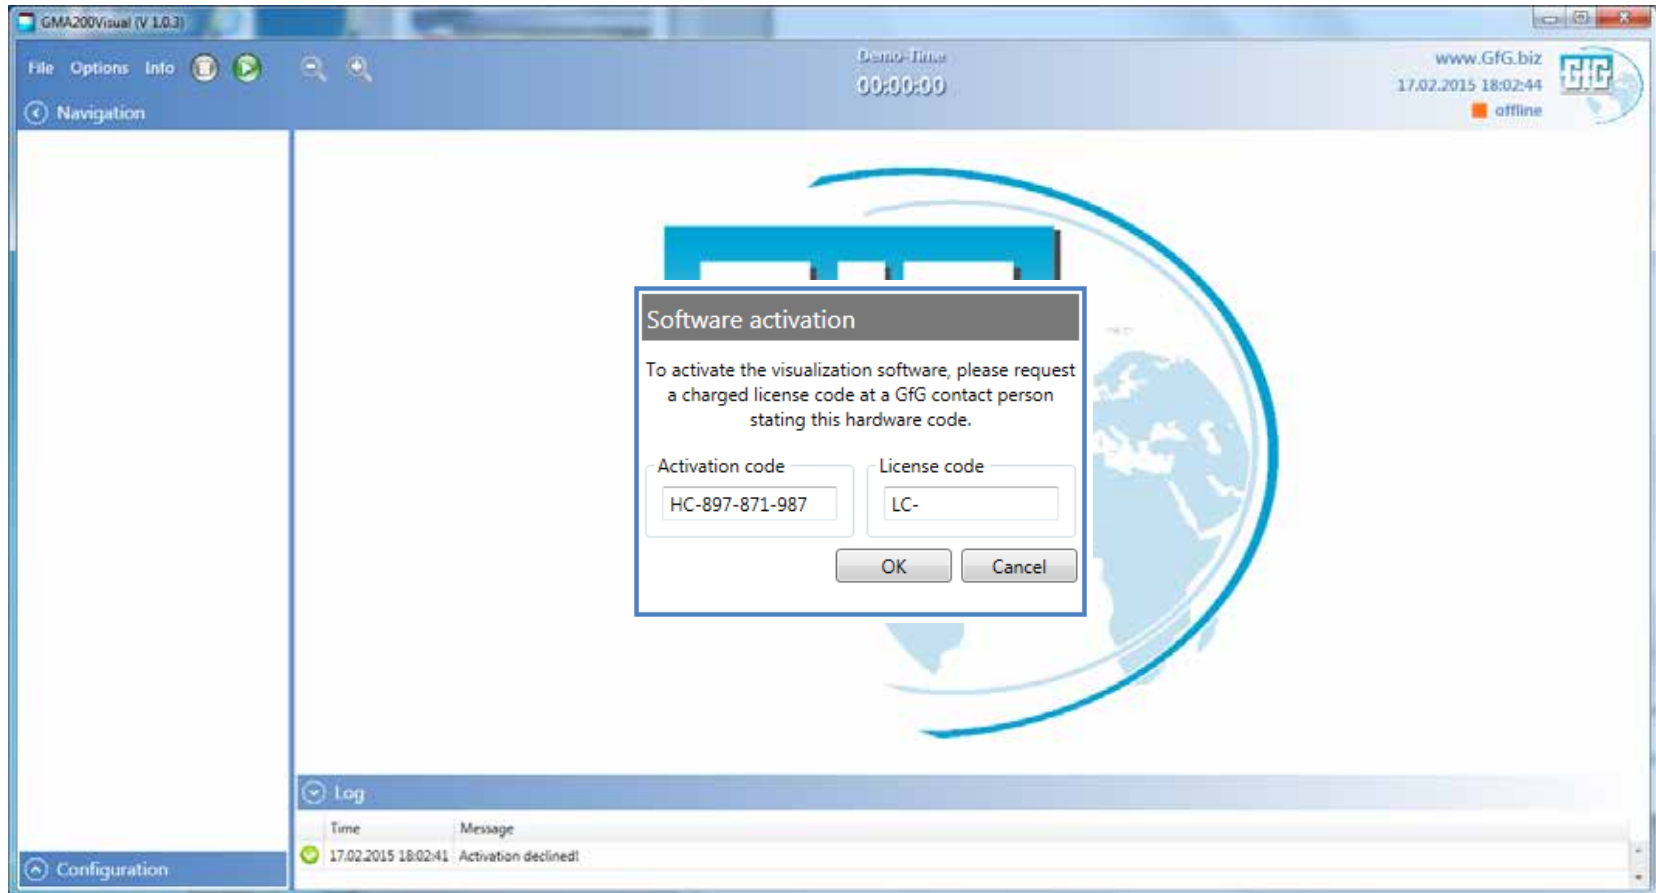 GMA200Visual (V 1.0.3)
File Options Info
Demo-Time
00:00:00
www.GfG.biz
17.02.2015 18:02:44
offline
GfG
Navigation
Software activation
To activate the visualization software, please request
a charged license code at a GfG contact person
stating this hardware code.
Activation code License code
HC-897-871-987 LC-
OK Cancel
Log
Time Message
17.02.2015 18:02:41 Activation declined!
Configuration